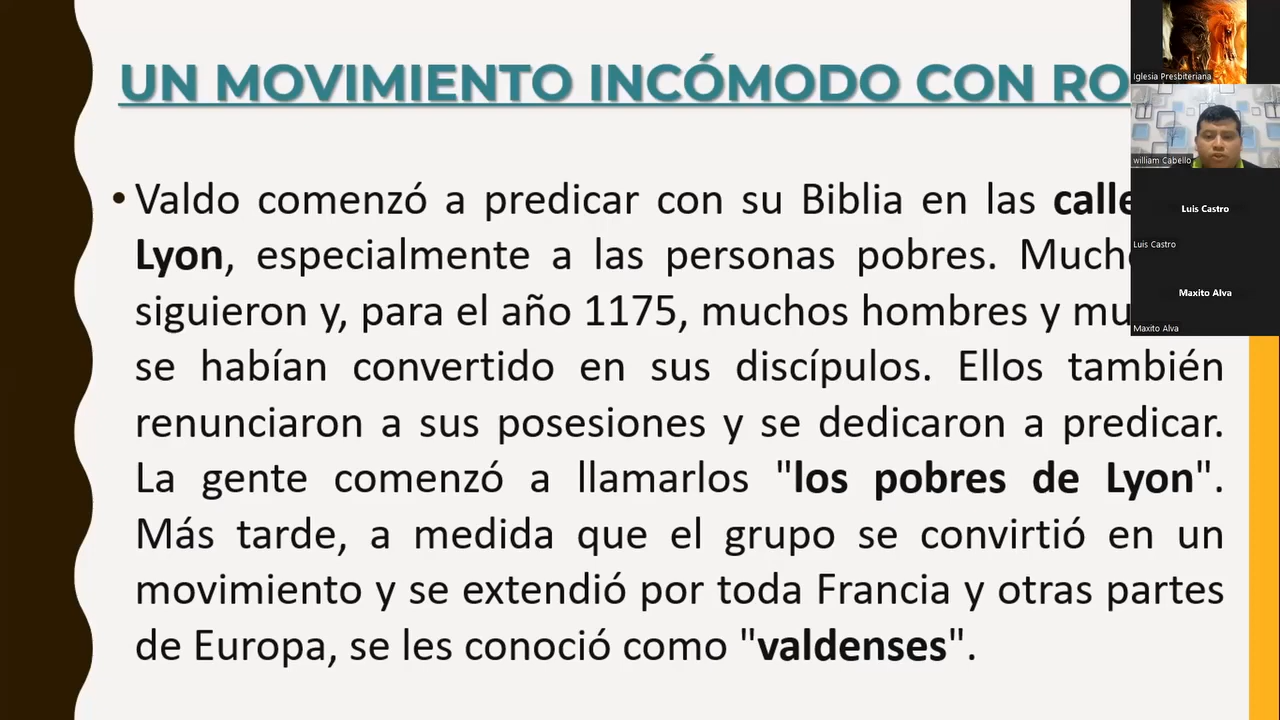 UN MOVIMIENTO INCÓMODO CON
Valdo comenzó a predicar con su Biblia en las
Lyon, especialmente a las personas pobres.
siguieron y, para el año 1175, muchos hombres y
se habían convertido en sus discípulos. Ellos también
renunciaron a sus posesiones y se dedicaron a predicar.
La gente comenzó a llamarlos "los pobres de Lyon".
Más tarde, a medida que el grupo se convirtió en un
movimiento y se extendió por toda Francia y otras partes
de Europa, se les conoció como "valdenses".
Iglesia Presbiteriana
william Cabello
Luis Castro
Luis Castro
Maxito Alva
Maxito Alva